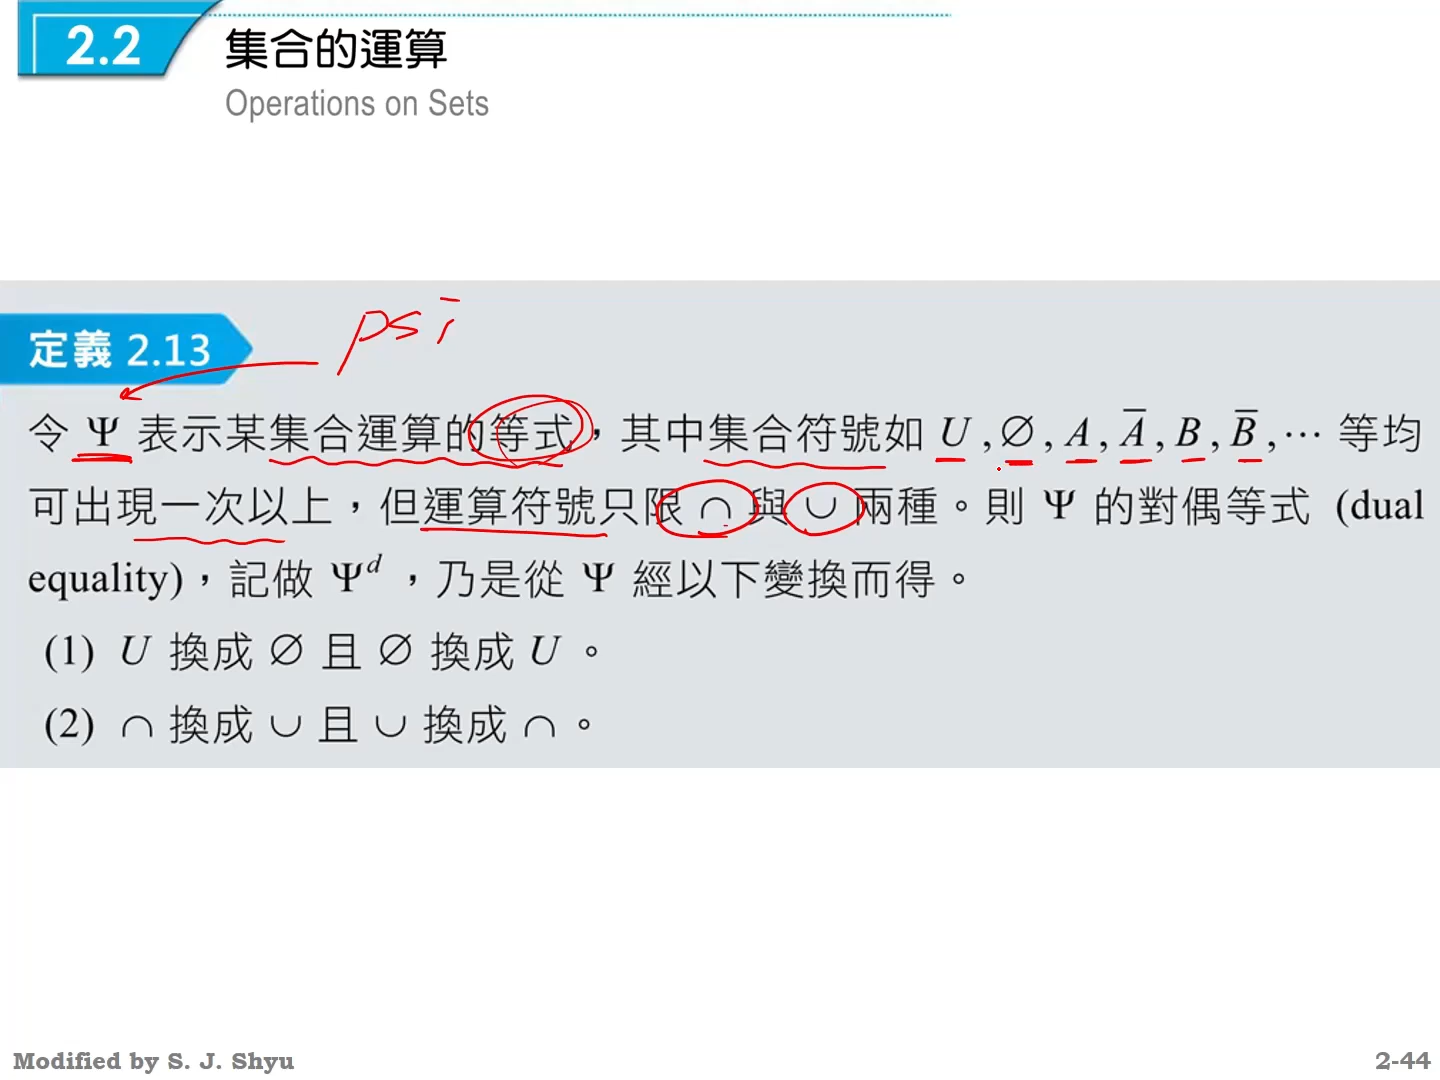 2.2 集合的運算
Operations on Sets
psi
定義 2.13
令 Ψ 表示某集合運算的等式，其中集合符號如 U , ∅ , A , A̅ , B , B̅ , ⋯ 等均
可出現一次以上，但運算符號只限 ∩ 與 ∪ 兩種。則 Ψ 的對偶等式 (dual
equality)，記做 Ψᵈ ，乃是從 Ψ 經以下變換而得。
(1) U 換成 ∅ 且 ∅ 換成 U 。
(2) ∩ 換成 ∪ 且 ∪ 換成 ∩ 。
Modified by S. J. Shyu
2-44